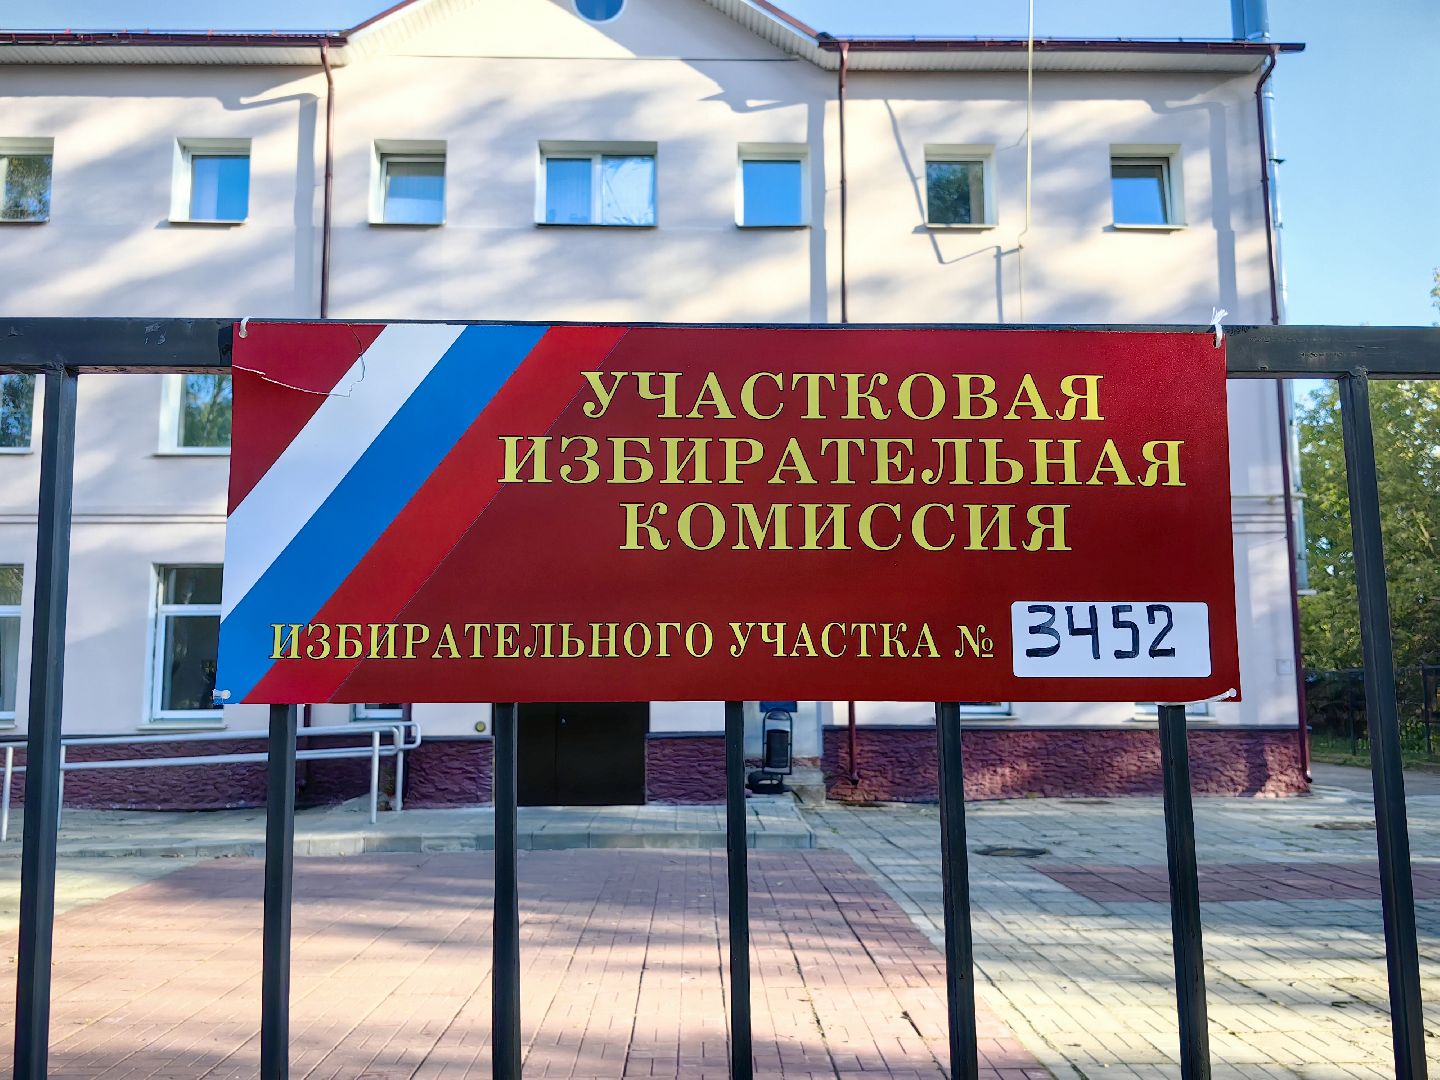 УЧАСТКОВАЯ
ИЗБИРАТЕЛЬНАЯ
КОМИССИЯ
ИЗБИРАТЕЛЬНОГО УЧАСТКА № 3452